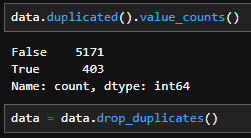 data.duplicated().value_counts()
False    5171
True      403
Name: count, dtype: int64
data = data.drop_duplicates()